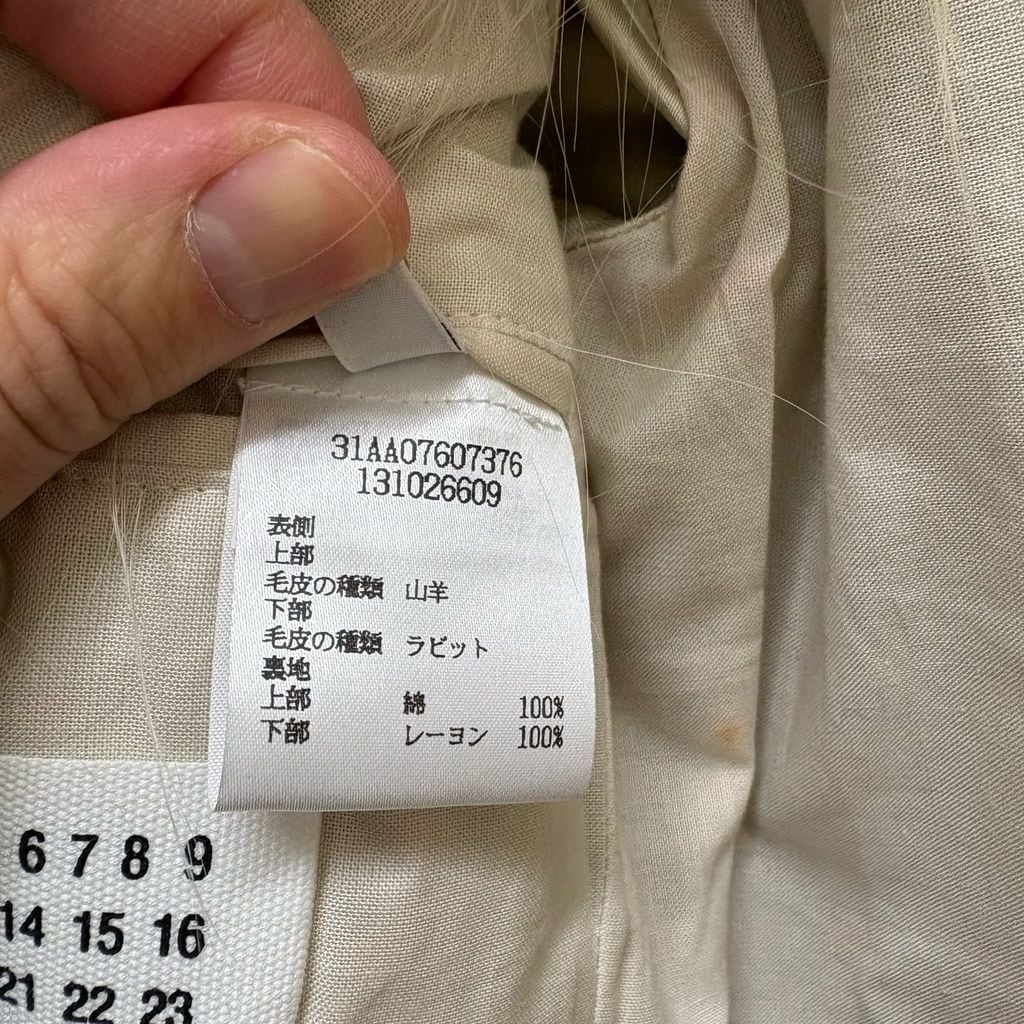 31AA07607376
131026609
表側
上部
毛皮の種類 山羊
下部
毛皮の種類 ラビット
裏地
上部 綿 100%
下部 レーヨン 100%
6 7 8 9
14 15 16
21 22 23